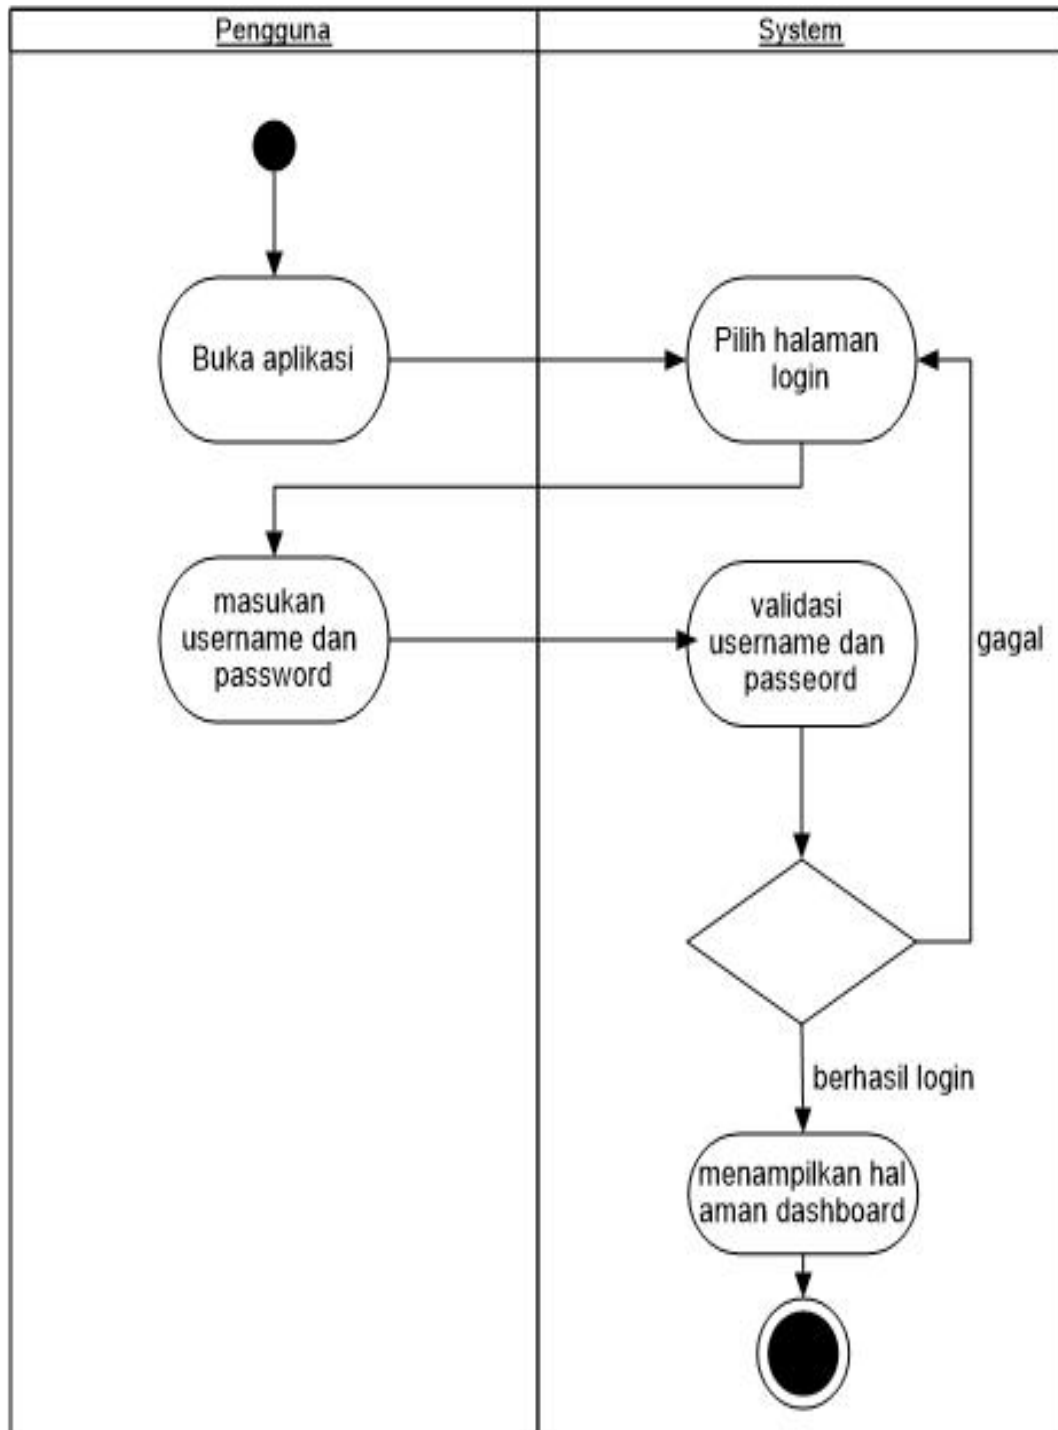 Pengguna
System
Buka aplikasi
Pilih halaman
login
masukan
username dan
password
validasi
username dan
passeord
gagal
berhasil login
menampilkan hal
aman dashboard